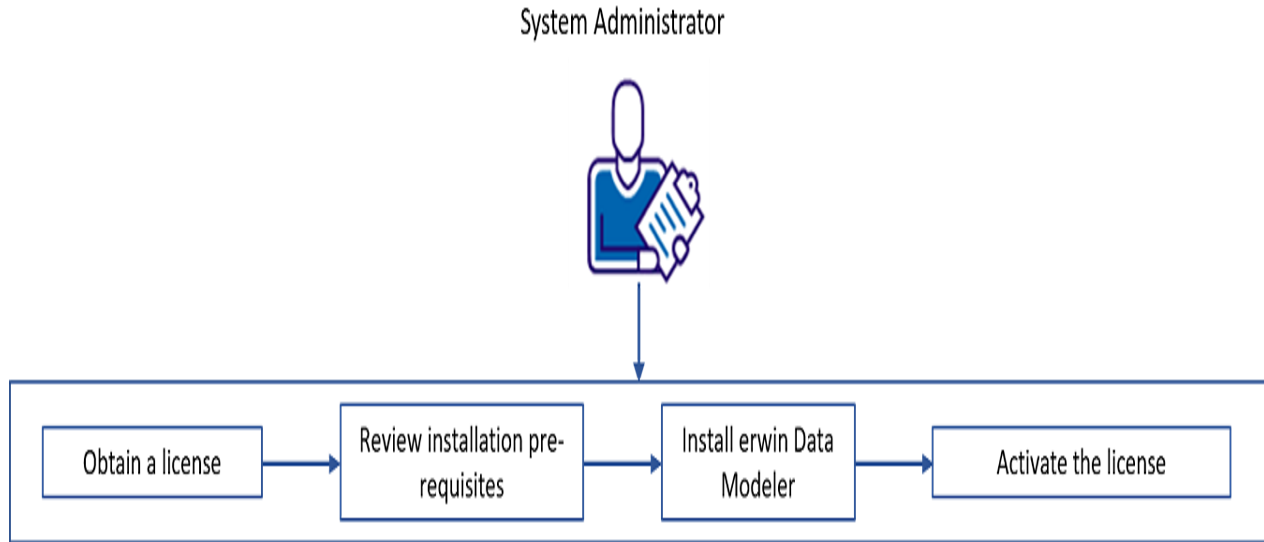 System Administrator
Obtain a license
Review installation pre-
requisites
Install erwin Data
Modeler
Activate the license